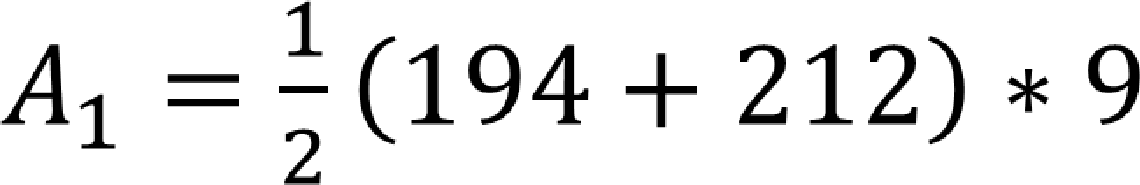 A₁ = ½(194 + 212) * 9